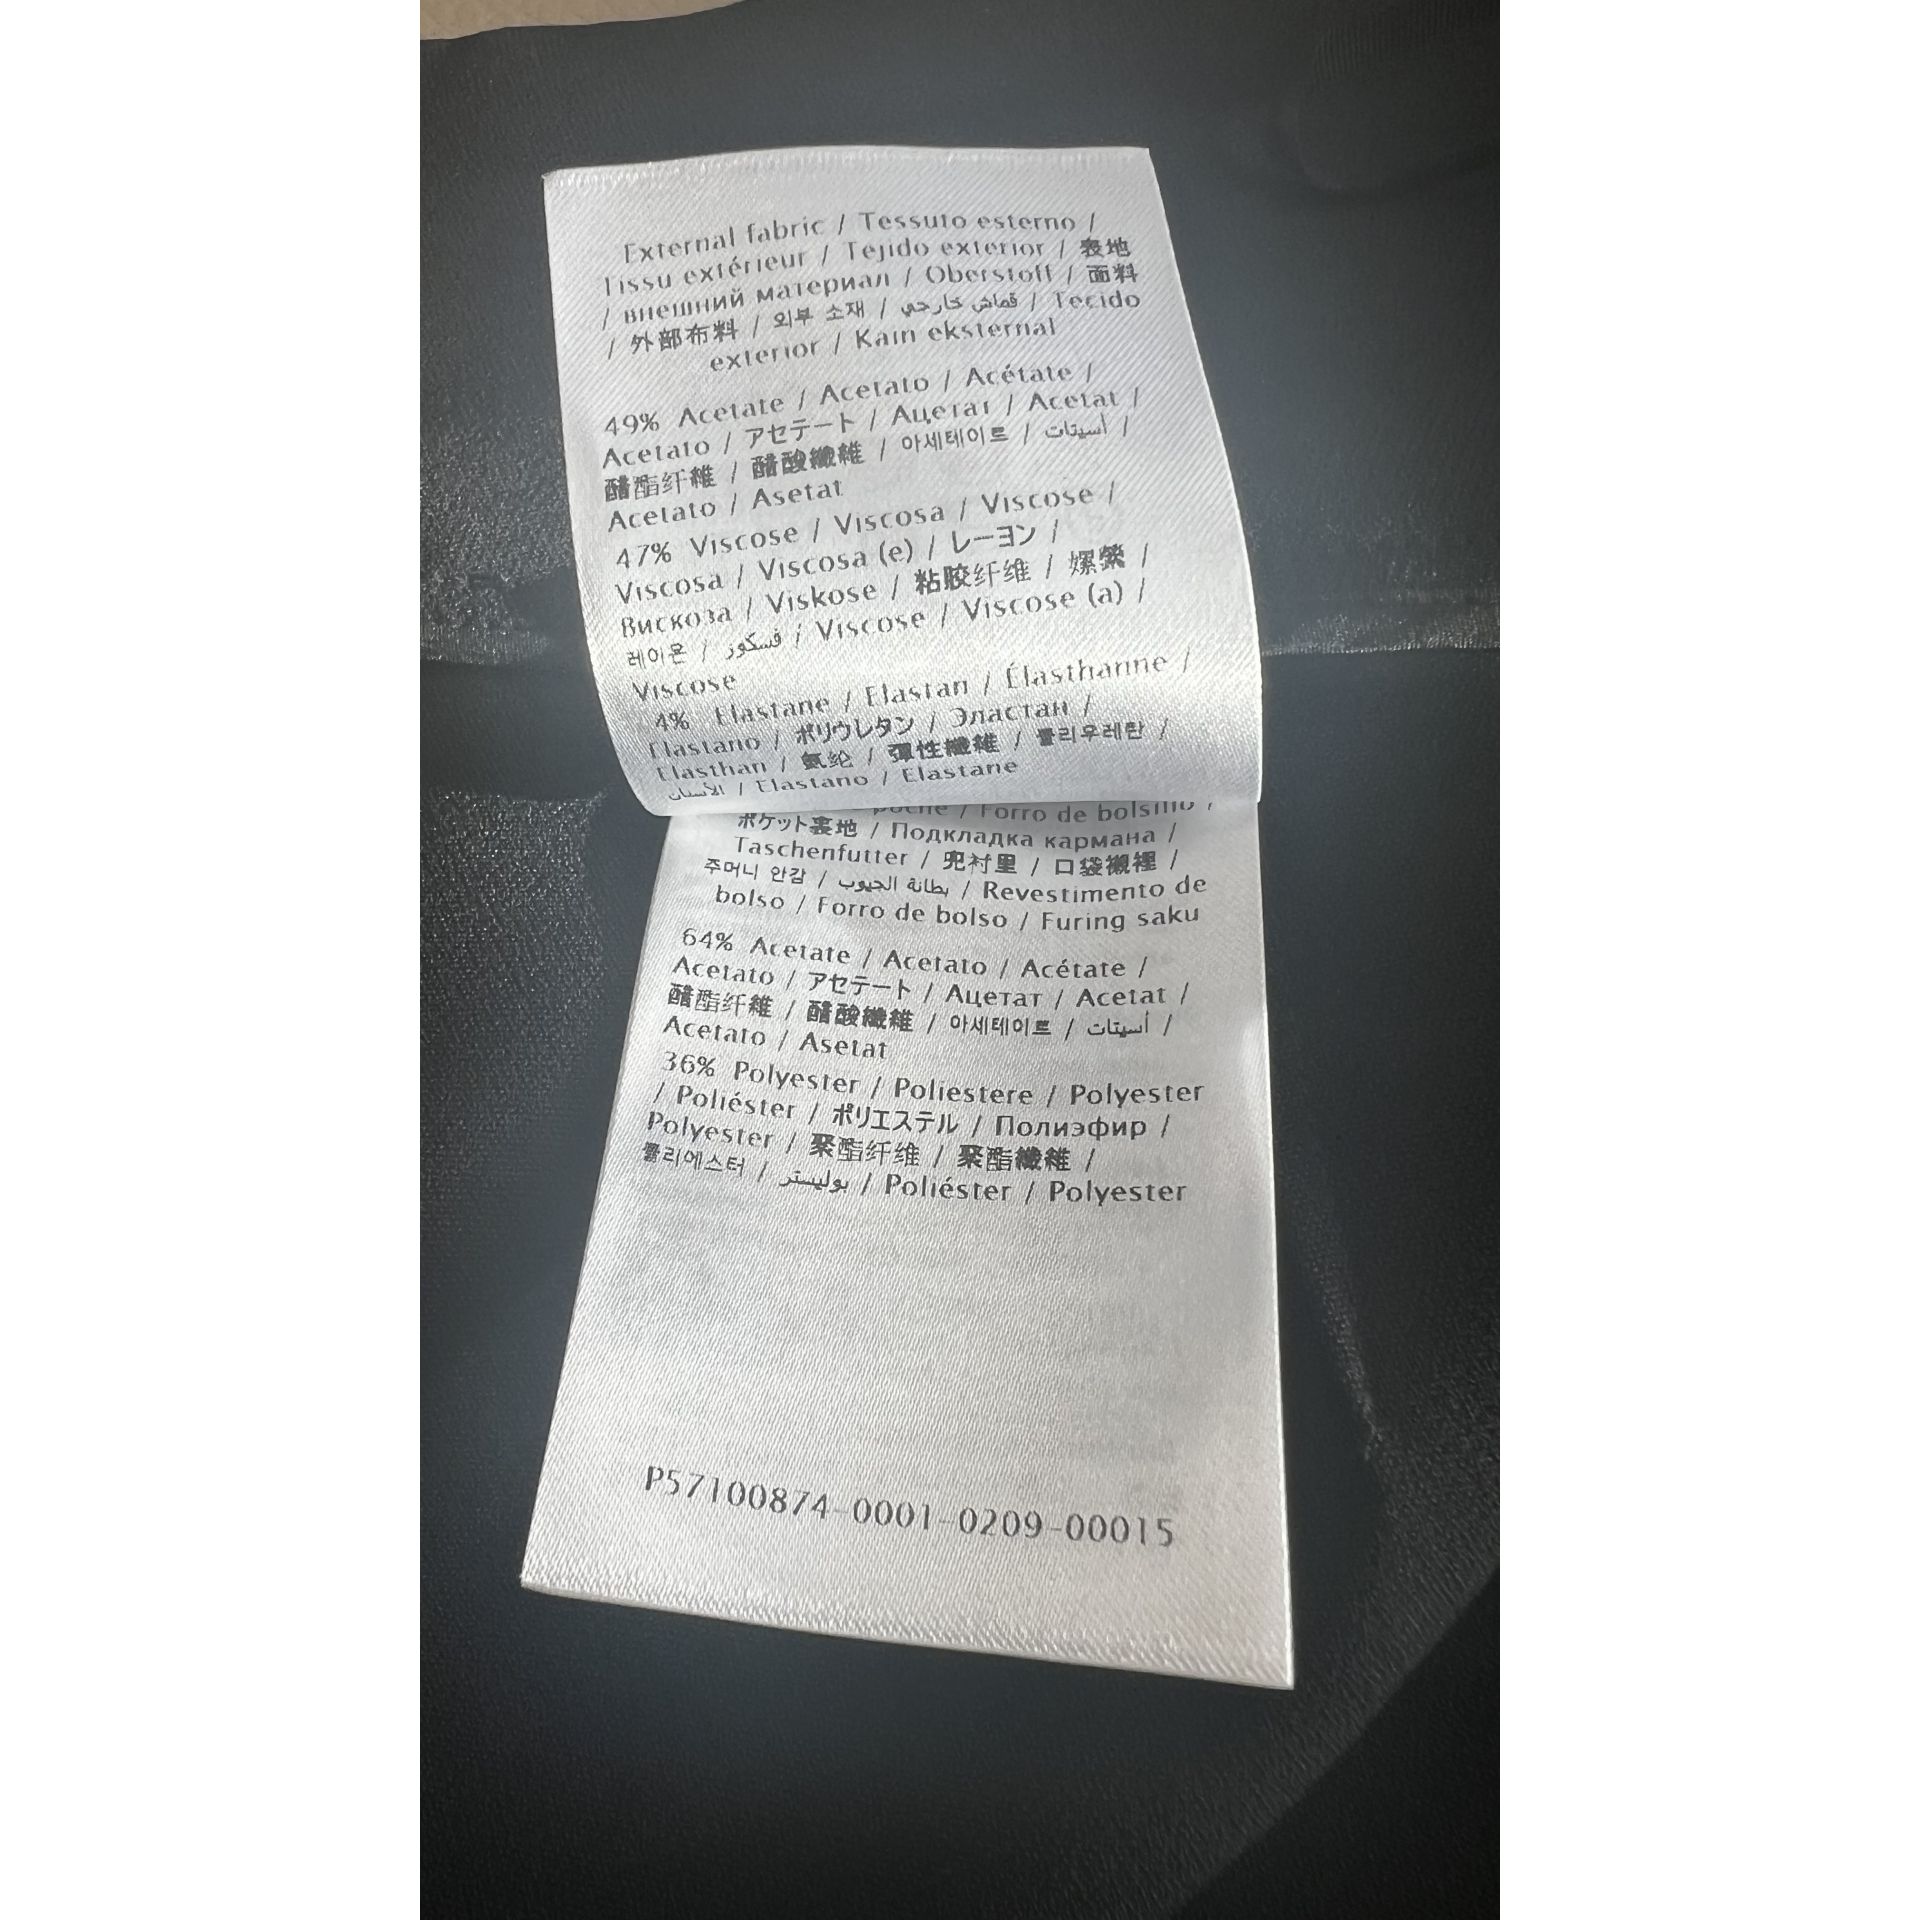 External fabric / Tessuto esterno /
Tissu extérieur / Tejido exterior / 表地
/ внешний материал / Oberstoff / 面料
/ 外部布料 / 외부 소재 / قماش خارجي / Tecido
exterior / Kain eksternal
49% Acetate / Acetato / Acétate /
Acetato / アセテート / Ацетат / Acetat /
醋酯纤維 / 醋酸纖維 / 아세테이트 / أسيتات /
Acetato / Asetat
47% Viscose / Viscosa / Viscose /
Viscosa / Viscosa (e) / レーヨン /
Вискоза / Viskose / 粘胶纤维 / 嫘縈 /
레이온 / فسكوز / Viscose / Viscose (a) /
Viscose
4% Elastane / Elastan / Élasthanne /
Elastano / ポリウレタン / Эластан /
Elasthan / 氨纶 / 彈性纖維 / 폴리우레탄 /
الأستان / Elastano / Elastane
poche / Forro de bolsillo /
ポケット裏地 / Подкладка кармана /
Taschenfutter / 兜衬里 / 口袋襯裡 /
주머니 안감 / بطانة الجيوب / Revestimento de
bolso / Forro de bolso / Furing saku
64% Acetate / Acetato / Acétate /
Acetato / アセテート / Ацетат / Acetat /
醋酯纤維 / 醋酸纖維 / 아세테이트 / أسيتات /
Acetato / Asetat
36% Polyester / Poliestere / Polyester
/ Poliéster / ポリエステル / Полиэфир /
Polyester / 聚酯纤维 / 聚酯纖維 /
폴리에스터 / بوليستر / Poliéster / Polyester
P57100874-0001-0209-00015